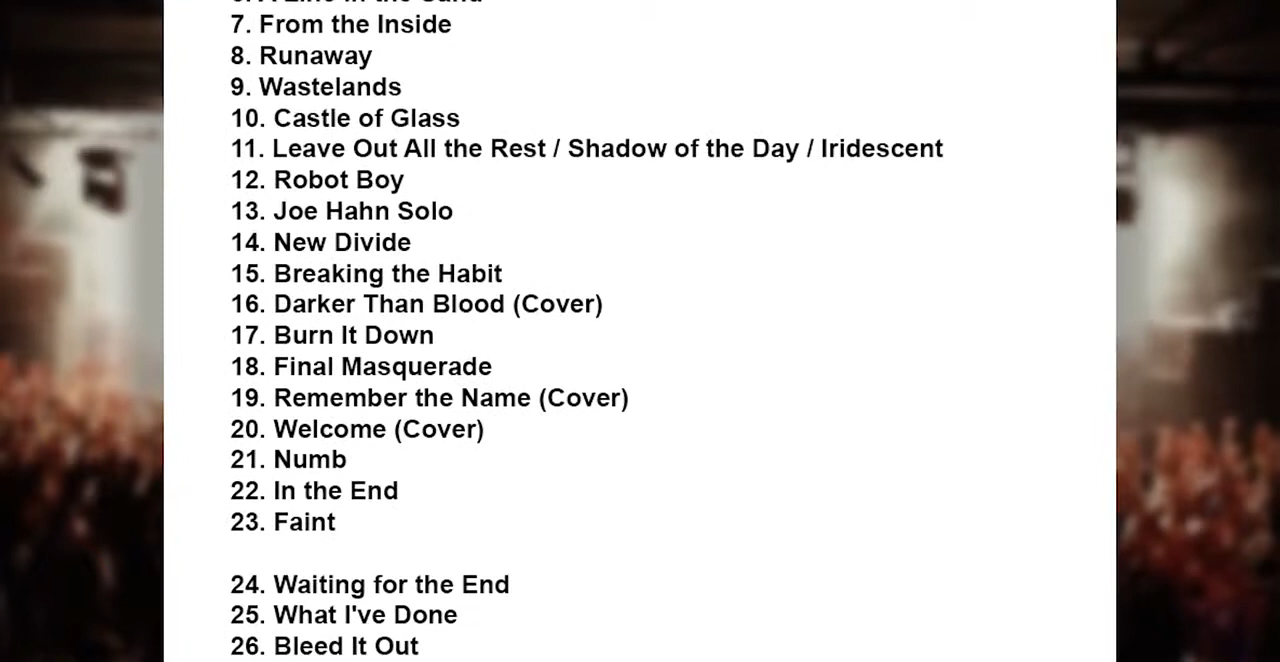 7. From the Inside
8. Runaway
9. Wastelands
10. Castle of Glass
11. Leave Out All the Rest / Shadow of the Day / Iridescent
12. Robot Boy
13. Joe Hahn Solo
14. New Divide
15. Breaking the Habit
16. Darker Than Blood (Cover)
17. Burn It Down
18. Final Masquerade
19. Remember the Name (Cover)
20. Welcome (Cover)
21. Numb
22. In the End
23. Faint
24. Waiting for the End
25. What I've Done
26. Bleed It Out